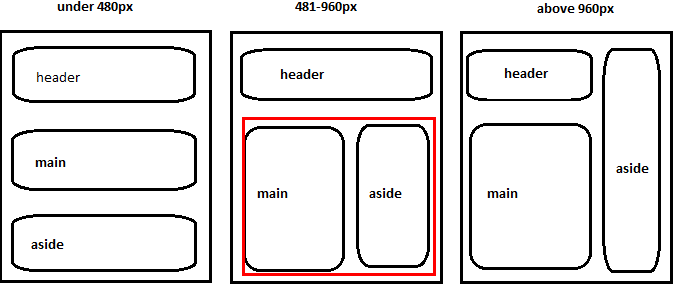 under 480px
481-960px
above 960px
header
main
aside
header
main
aside
header
main
aside